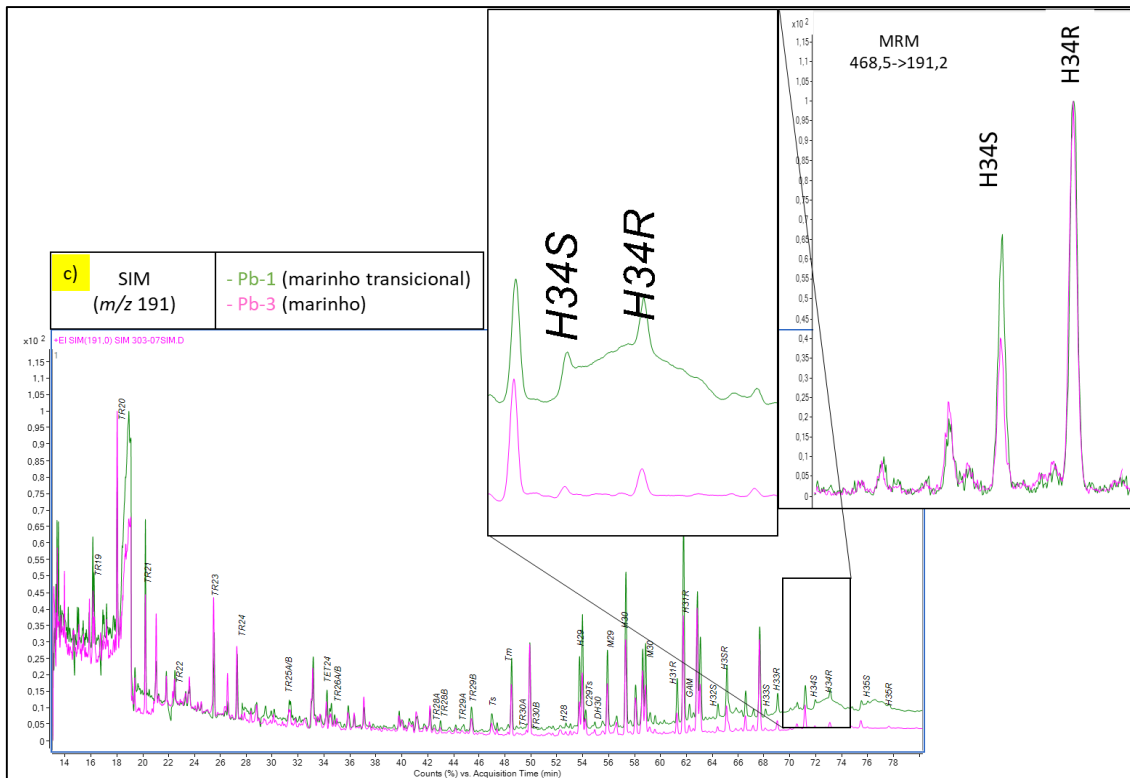 c)
SIM
(m/z 191)
- Pb-1 (marinho transicional)
- Pb-3 (marinho)
H34S
H34R
x10 ²
1,15
1,1
1,05
1
0,95
0,9
0,85
0,8
0,75
0,7
0,65
0,6
0,55
0,5
0,45
0,4
0,35
0,3
0,25
0,2
0,15
0,1
0,05
0
MRM
468,5->191,2
H34S
H34R
x10 ²
+EI SIM(191.0) SIM 303-07SIM.D
1
1,15
1,1
1,05
1
0,95
0,9
0,85
0,8
0,75
0,7
0,65
0,6
0,55
0,5
0,45
0,4
0,35
0,3
0,25
0,2
0,15
0,1
0,05
0
TR19
TR20
TR21
TR22
TR23
TR24
TR25A/B
TET24
TR26A/B
TR28A
TR28B
TR29A
TR29B
Ts
Tm
TR30A
TR30B
H28
H29
C29Ts
DH30
M29
H30
M30
H31R
H31R
GAM
H32S
H3SR
H33S
H33R
H34S
H34R
H35S
H35R
14 16 18 20 22 24 26 28 30 32 34 36 38 40 42 44 46 48 50 52 54 56 58 60 62 64 66 68 70 72 74 76 78
Counts (%) vs. Acquisition Time (min)